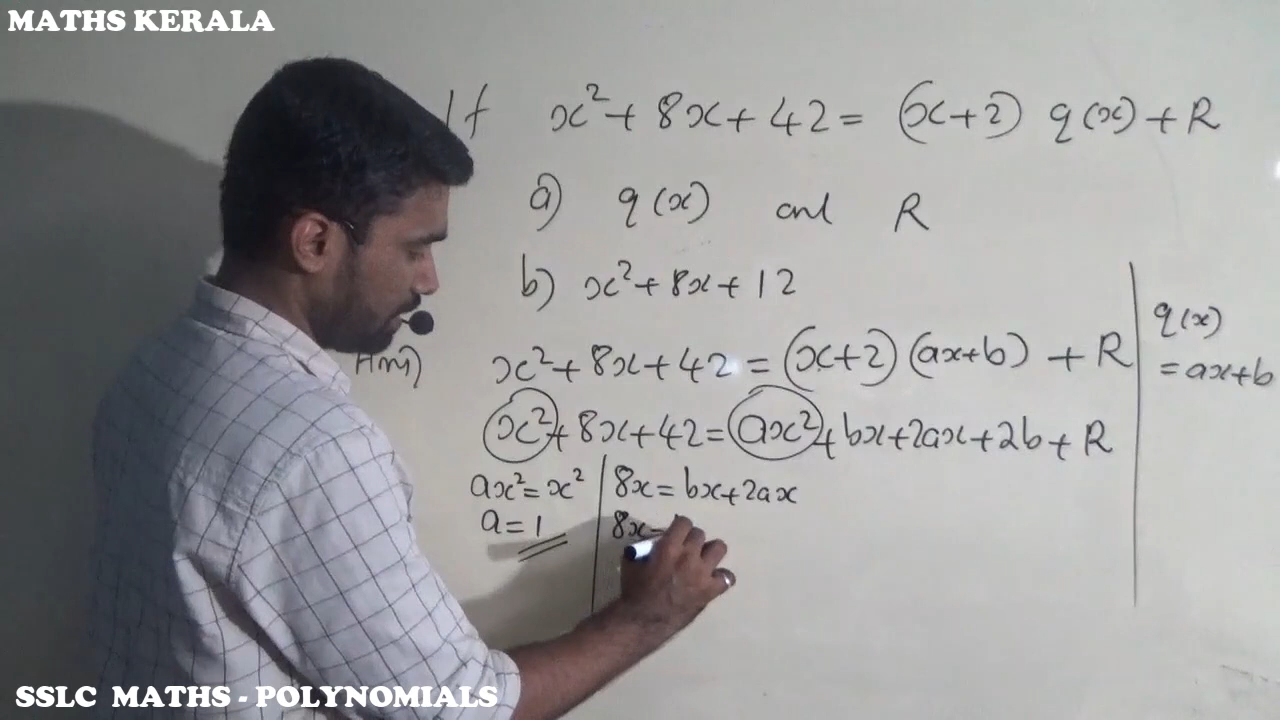 MATHS KERALA
If x²+8x+42= (x+2) q(x)+R
a) q(x) and R
b) x²+8x+12
Ans) x²+8x+42=(x+2)(ax+b)+R
q(x)
=ax+b
x²+8x+42=ax²+bx+2ax+2b+R
ax²=x²
a=1
8x=bx+2ax
8x=
SSLC MATHS - POLYNOMIALS